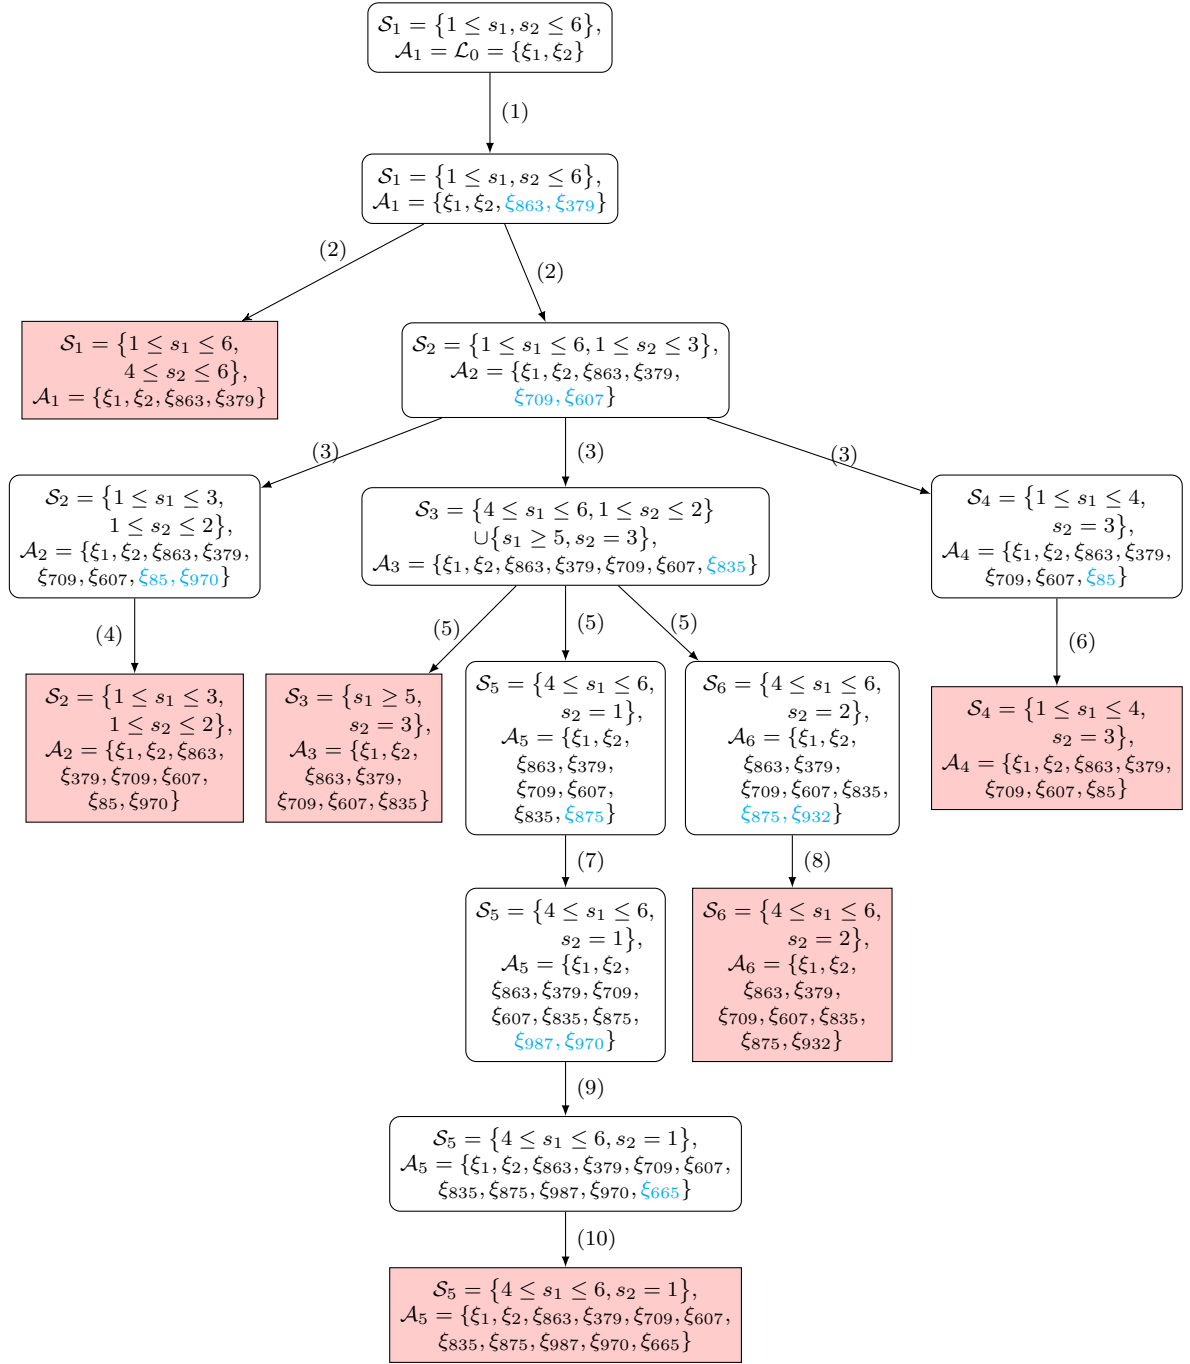 𝒮₁ = {1 ≤ s₁, s₂ ≤ 6},
𝒜₁ = ℒ₀ = {ξ₁, ξ₂}
(1)
𝒮₁ = {1 ≤ s₁, s₂ ≤ 6},
𝒜₁ = {ξ₁, ξ₂, ξ₈₆₃, ξ₃₇₉}
(2)
(2)
𝒮₁ = {1 ≤ s₁ ≤ 6,
4 ≤ s₂ ≤ 6},
𝒜₁ = {ξ₁, ξ₂, ξ₈₆₃, ξ₃₇₉}
𝒮₂ = {1 ≤ s₁ ≤ 6, 1 ≤ s₂ ≤ 3},
𝒜₂ = {ξ₁, ξ₂, ξ₈₆₃, ξ₃₇₉,
ξ₇₀₉, ξ₆₀₇}
(3)
(3)
(3)
𝒮₂ = {1 ≤ s₁ ≤ 3,
1 ≤ s₂ ≤ 2},
𝒜₂ = {ξ₁, ξ₂, ξ₈₆₃, ξ₃₇₉,
ξ₇₀₉, ξ₆₀₇, ξ₈₅, ξ₉₇₀}
𝒮₃ = {4 ≤ s₁ ≤ 6, 1 ≤ s₂ ≤ 2}
∪{s₁ ≥ 5, s₂ = 3},
𝒜₃ = {ξ₁, ξ₂, ξ₈₆₃, ξ₃₇₉, ξ₇₀₉, ξ₆₀₇, ξ₈₃₅}
𝒮₄ = {1 ≤ s₁ ≤ 4,
s₂ = 3},
𝒜₄ = {ξ₁, ξ₂, ξ₈₆₃, ξ₃₇₉,
ξ₇₀₉, ξ₆₀₇, ξ₈₅}
(4)
(5)
(5)
(5)
(6)
𝒮₂ = {1 ≤ s₁ ≤ 3,
1 ≤ s₂ ≤ 2},
𝒜₂ = {ξ₁, ξ₂, ξ₈₆₃,
ξ₃₇₉, ξ₇₀₉, ξ₆₀₇,
ξ₈₅, ξ₉₇₀}
𝒮₃ = {s₁ ≥ 5,
s₂ = 3},
𝒜₃ = {ξ₁, ξ₂,
ξ₈₆₃, ξ₃₇₉,
ξ₇₀₉, ξ₆₀₇, ξ₈₃₅}
𝒮₅ = {4 ≤ s₁ ≤ 6,
s₂ = 1},
𝒜₅ = {ξ₁, ξ₂,
ξ₈₆₃, ξ₃₇₉,
ξ₇₀₉, ξ₆₀₇,
ξ₈₃₅, ξ₈₇₅}
𝒮₆ = {4 ≤ s₁ ≤ 6,
s₂ = 2},
𝒜₆ = {ξ₁, ξ₂,
ξ₈₆₃, ξ₃₇₉,
ξ₇₀₉, ξ₆₀₇, ξ₈₃₅,
ξ₈₇₅, ξ₉₃₂}
𝒮₄ = {1 ≤ s₁ ≤ 4,
s₂ = 3},
𝒜₄ = {ξ₁, ξ₂, ξ₈₆₃, ξ₃₇₉,
ξ₇₀₉, ξ₆₀₇, ξ₈₅}
(7)
(8)
𝒮₅ = {4 ≤ s₁ ≤ 6,
s₂ = 1},
𝒜₅ = {ξ₁, ξ₂,
ξ₈₆₃, ξ₃₇₉, ξ₇₀₉,
ξ₆₀₇, ξ₈₃₅, ξ₈₇₅,
ξ₉₈₇, ξ₉₇₀}
𝒮₆ = {4 ≤ s₁ ≤ 6,
s₂ = 2},
𝒜₆ = {ξ₁, ξ₂,
ξ₈₆₃, ξ₃₇₉,
ξ₇₀₉, ξ₆₀₇, ξ₈₃₅,
ξ₈₇₅, ξ₉₃₂}
(9)
𝒮₅ = {4 ≤ s₁ ≤ 6, s₂ = 1},
𝒜₅ = {ξ₁, ξ₂, ξ₈₆₃, ξ₃₇₉, ξ₇₀₉, ξ₆₀₇,
ξ₈₃₅, ξ₈₇₅, ξ₉₈₇, ξ₉₇₀, ξ₆₆₅}
(10)
𝒮₅ = {4 ≤ s₁ ≤ 6, s₂ = 1},
𝒜₅ = {ξ₁, ξ₂, ξ₈₆₃, ξ₃₇₉, ξ₇₀₉, ξ₆₀₇,
ξ₈₃₅, ξ₈₇₅, ξ₉₈₇, ξ₉₇₀, ξ₆₆₅}